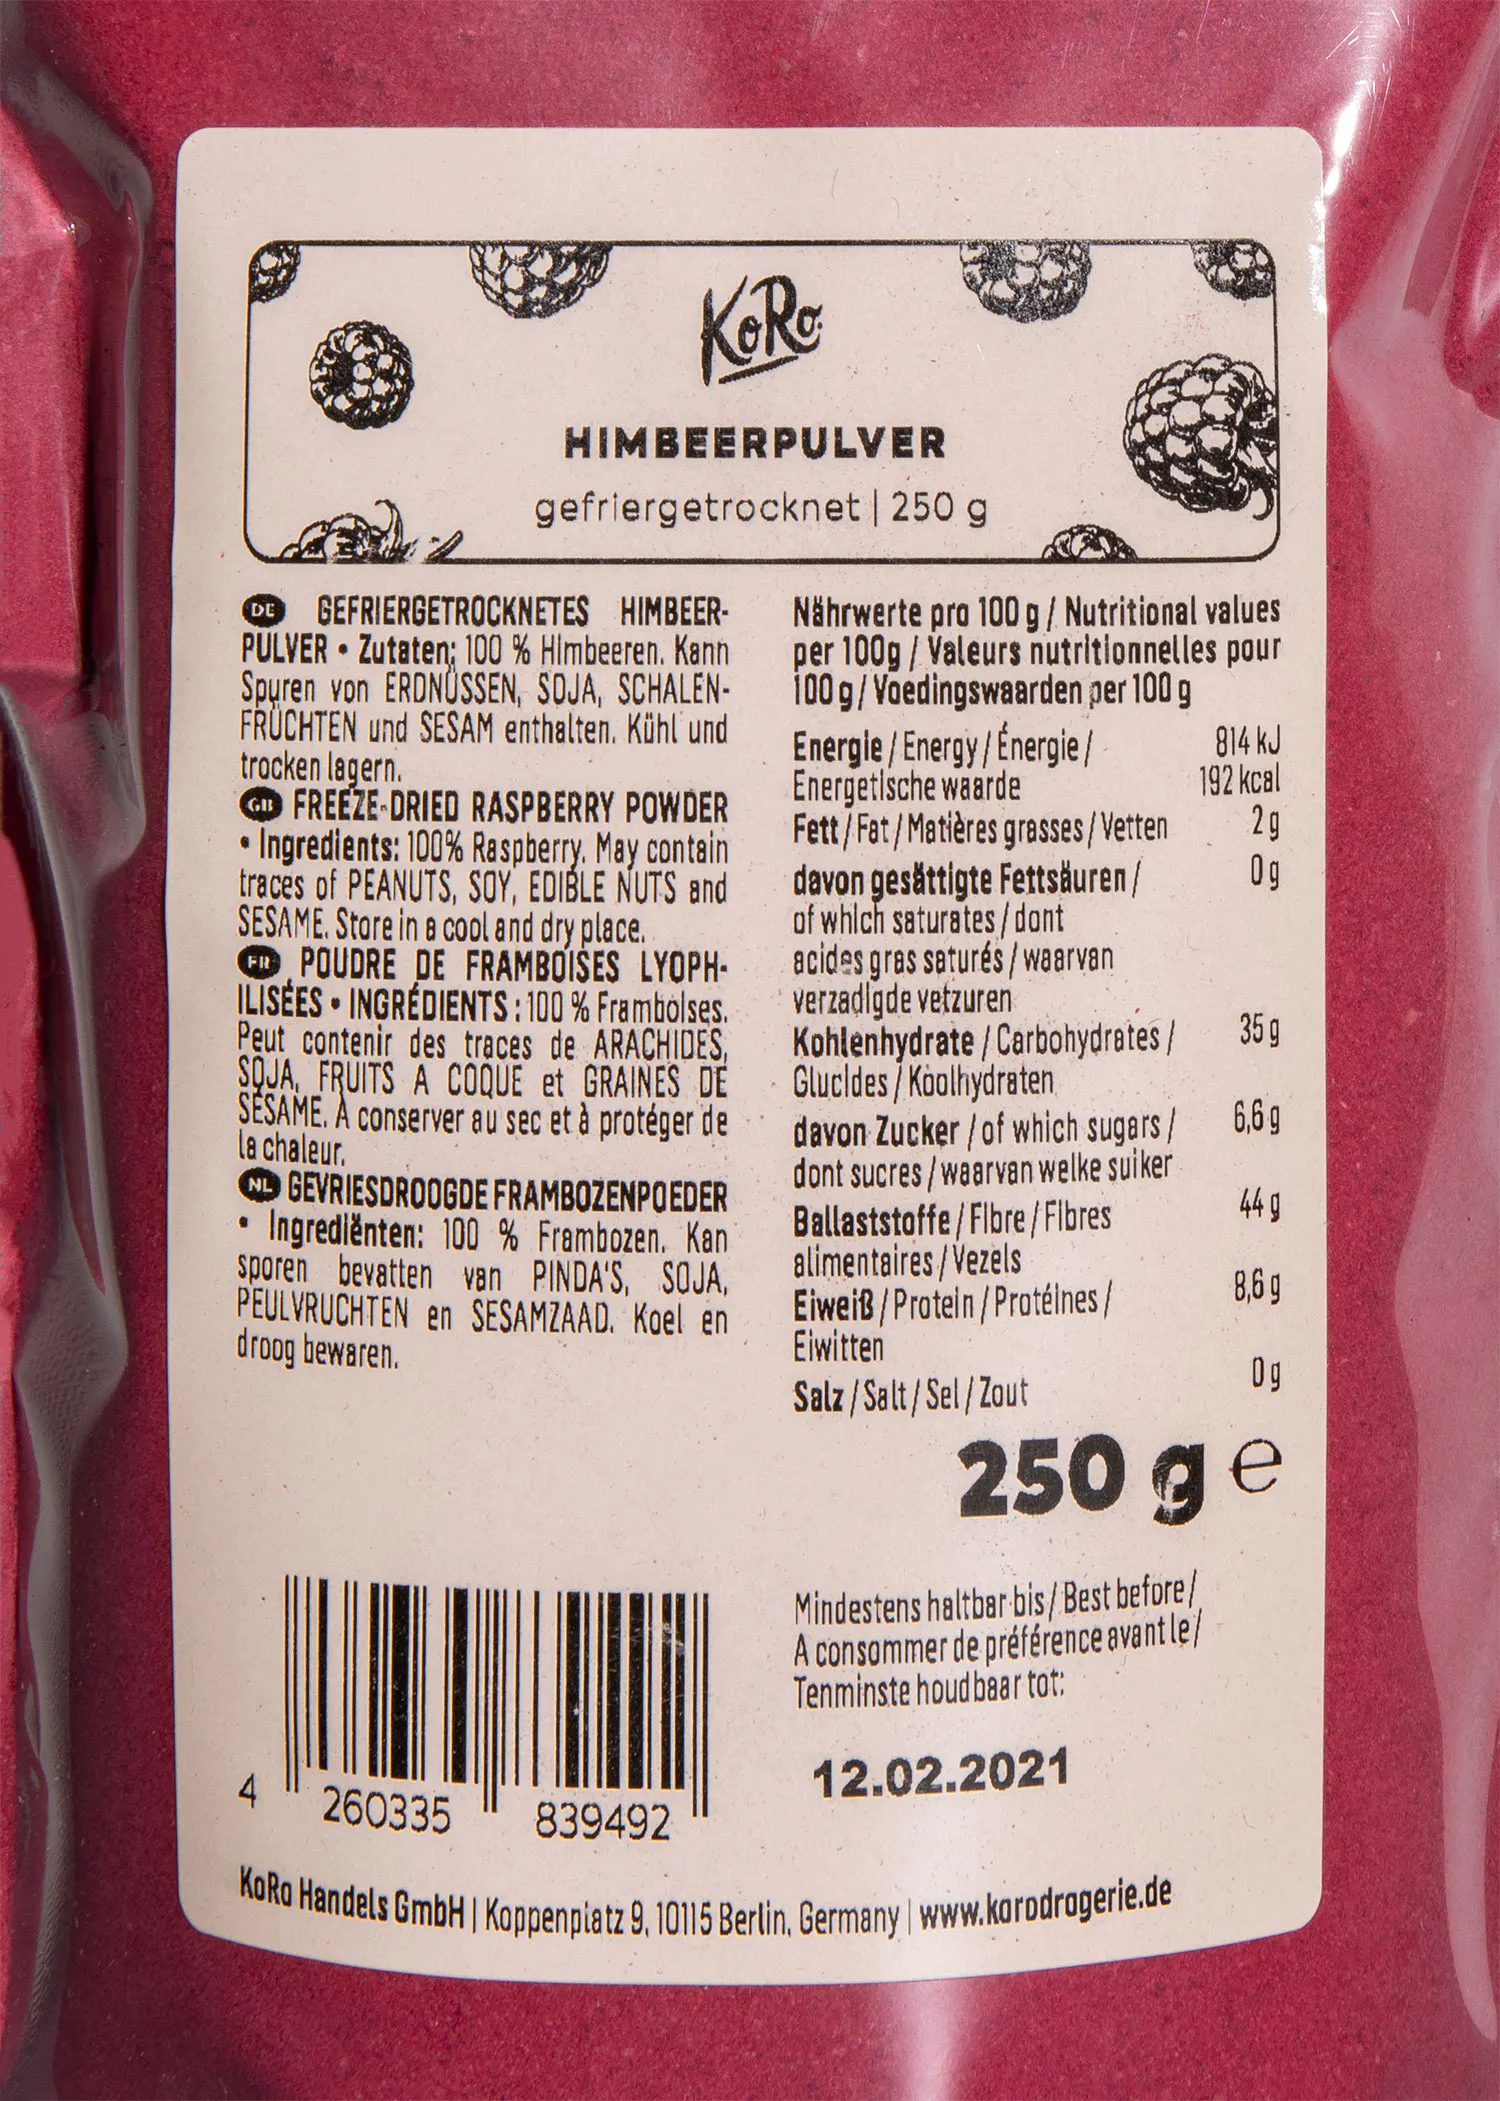 KoRo
HIMBEERPULVER
gefriergetrocknet | 250 g
DE GEFRIERGETROCKNETES HIMBEER-
PULVER • Zutaten: 100 % Himbeeren. Kann
Spuren von ERDNÜSSEN, SOJA, SCHALEN-
FRÜCHTEN und SESAM enthalten. Kühl und
trocken lagern.
GB FREEZE-DRIED RASPBERRY POWDER
• Ingredients: 100% Raspberry. May contain
traces of PEANUTS, SOY, EDIBLE NUTS and
SESAME. Store in a cool and dry place.
FR POUDRE DE FRAMBOISES LYOPH-
ILISÉES • INGRÉDIENTS : 100 % Framboises.
Peut contenir des traces de ARACHIDES,
SOJA, FRUITS A COQUE et GRAINES DE
SÉSAME. À conserver au sec et à protéger de
la chaleur.
NL GEVRIESDROOGDE FRAMBOZENPOEDER
• Ingrediënten: 100 % Frambozen. Kan
sporen bevatten van PINDA'S, SOJA,
PEULVRUCHTEN en SESAMZAAD. Koel en
droog bewaren.
Nährwerte pro 100 g / Nutritional values
per 100g / Valeurs nutritionnelles pour
100 g / Voedingswaarden per 100 g
Energie / Energy / Énergie / 814 kJ
Energetische waarde 192 kcal
Fett / Fat / Matières grasses / Vetten 2 g
davon gesättigte Fettsäuren / 0 g
of which saturates / dont
acides gras saturés / waarvan
verzadigde vetzuren
Kohlenhydrate / Carbohydrates / 35 g
Glucides / Koolhydraten
davon Zucker / of which sugars / 6,6 g
dont sucres / waarvan welke suiker
Ballaststoffe / Fibre / Fibres 44 g
alimentaires / Vezels
Eiweiß / Protein / Protéines / 8,6 g
Eiwitten
Salz / Salt / Sel / Zout 0 g
250 g e
Mindestens haltbar bis / Best before /
A consommer de préférence avant le /
Tenminste houdbaar tot:
12.02.2021
4 260335 839492
KoRo Handels GmbH | Koppenplatz 9, 10115 Berlin, Germany | www.korodrogerie.de